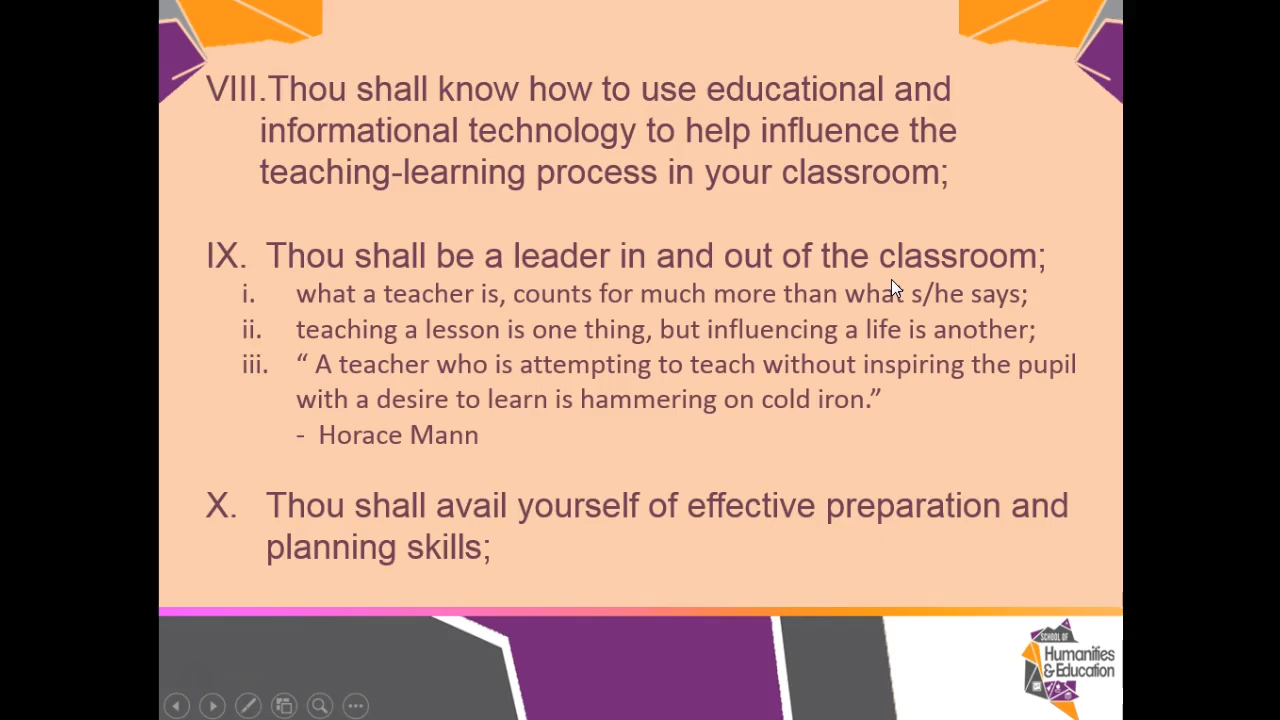 VIII.Thou shall know how to use educational and
informational technology to help influence the
teaching-learning process in your classroom;
IX. Thou shall be a leader in and out of the classroom;
i. what a teacher is, counts for much more than what s/he says;
ii. teaching a lesson is one thing, but influencing a life is another;
iii. “ A teacher who is attempting to teach without inspiring the pupil
with a desire to learn is hammering on cold iron.”
- Horace Mann
X. Thou shall avail yourself of effective preparation and
planning skills;
SCHOOL OF
Humanities
& Education